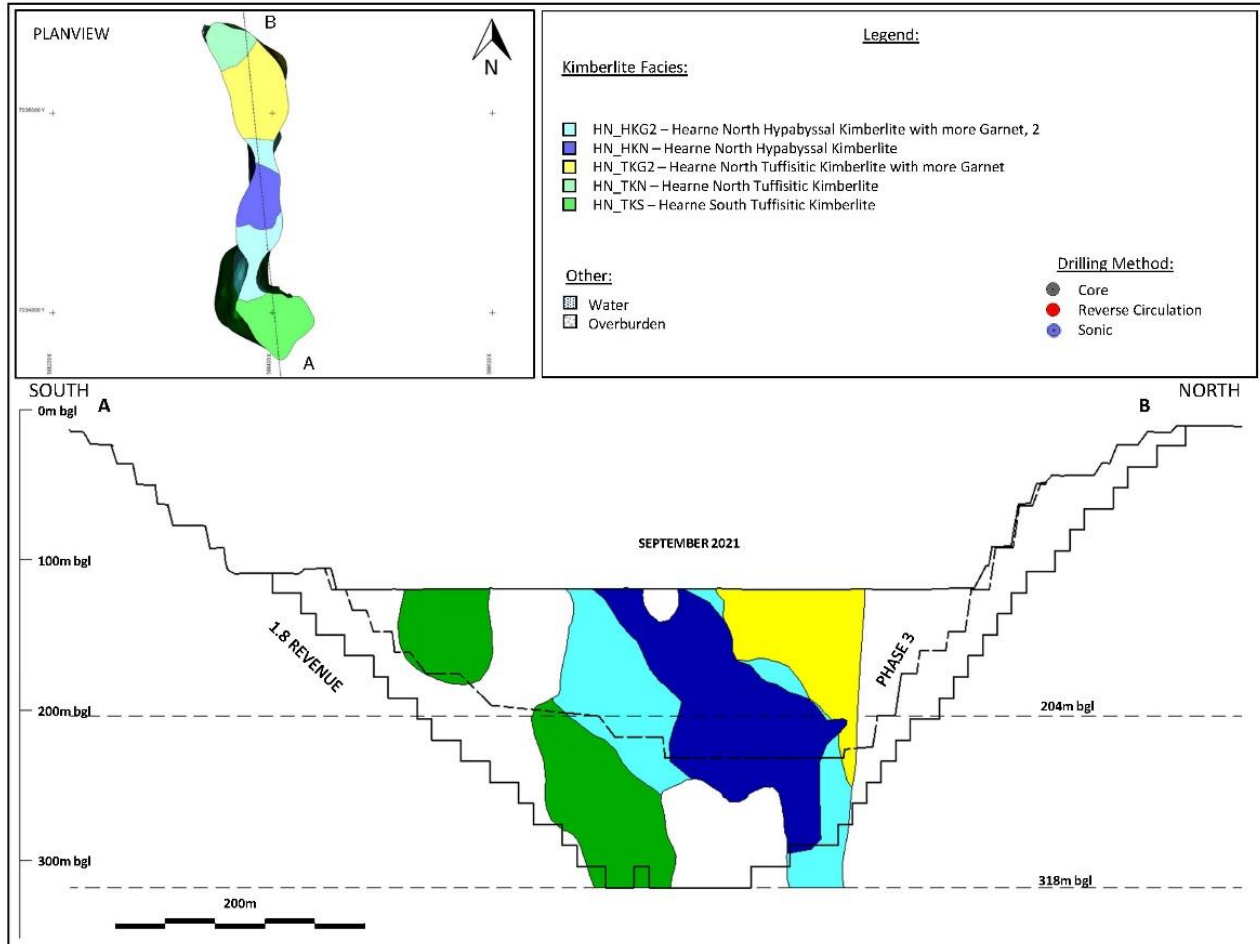 PLANVIEW
B
N
A
Legend:
Kimberlite Facies:
HN_HKG2 – Hearne North Hypabyssal Kimberlite with more Garnet, 2
HN_HKN – Hearne North Hypabyssal Kimberlite
HN_TKG2 – Hearne North Tuffisitic Kimberlite with more Garnet
HN_TKN – Hearne North Tuffisitic Kimberlite
HN_TKS – Hearne South Tuffisitic Kimberlite
Other:
Water
Overburden
Drilling Method:
Core
Reverse Circulation
Sonic
SOUTH
NORTH
A
B
0m bgl
100m bgl
200m bgl
300m bgl
SEPTEMBER 2021
1.8 REVENUE
PHASE 3
204m bgl
318m bgl
200m